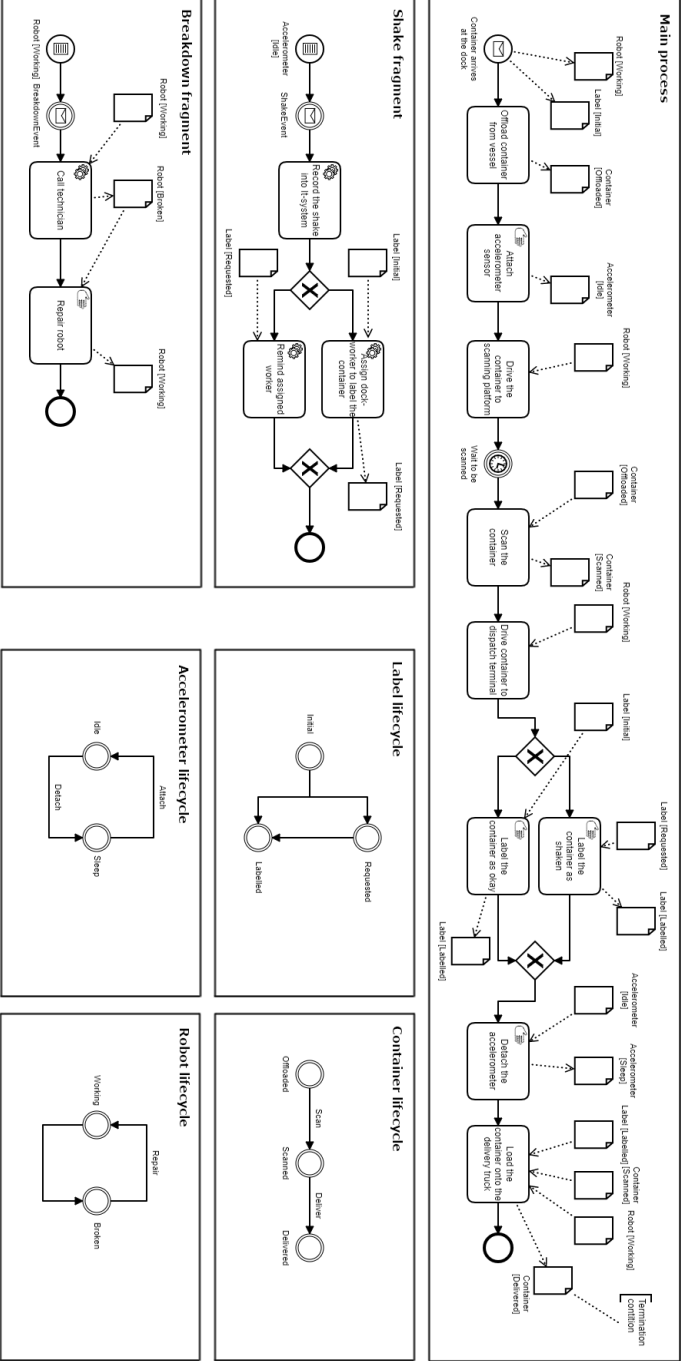 Main process
Container arrives
at the dock
Robot [Working]
Label [Initial]
Offload container
from vessel
Container
[Offloaded]
Attach
accelerometer
sensor
Accelerometer
[Idle]
Drive the
container to
scanning platform
Robot [Working]
Wait to be
scanned
Container
[Offloaded]
Scan the
container
Container
[Scanned]
Robot [Working]
Drive container to
dispatch terminal
Label [Initial]
X
Label [Requested]
Label the
container as
shaken
Label [Labelled]
Label the
container as okay
Label [Labelled]
X
Accelerometer
[Idle]
Detach the
accelerometer
Accelerometer
[Sleep]
Label [Labelled]
Container
[Scanned]
Robot [Working]
Load the
container onto the
delivery truck
Container
[Delivered]
Termination
contition
Shake fragment
Accelerometer
[Idle]
ShakeEvent
Record the shake
into It-system
X
Label [Initial]
Label [Requested]
Assign dock-
worker to label the
container
Remind assigned
worker
Label [Requested]
X
Breakdown fragment
Robot [Working]
BreakdownEvent
Robot [Working]
Call technician
Robot [Broken]
Repair robot
Robot [Working]
Label lifecycle
Initial
Requested
Labelled
Container lifecycle
Offloaded
Scan
Scanned
Deliver
Delivered
Accelerometer lifecycle
Idle
Attach
Detach
Sleep
Robot lifecycle
Working
Repair
Broken